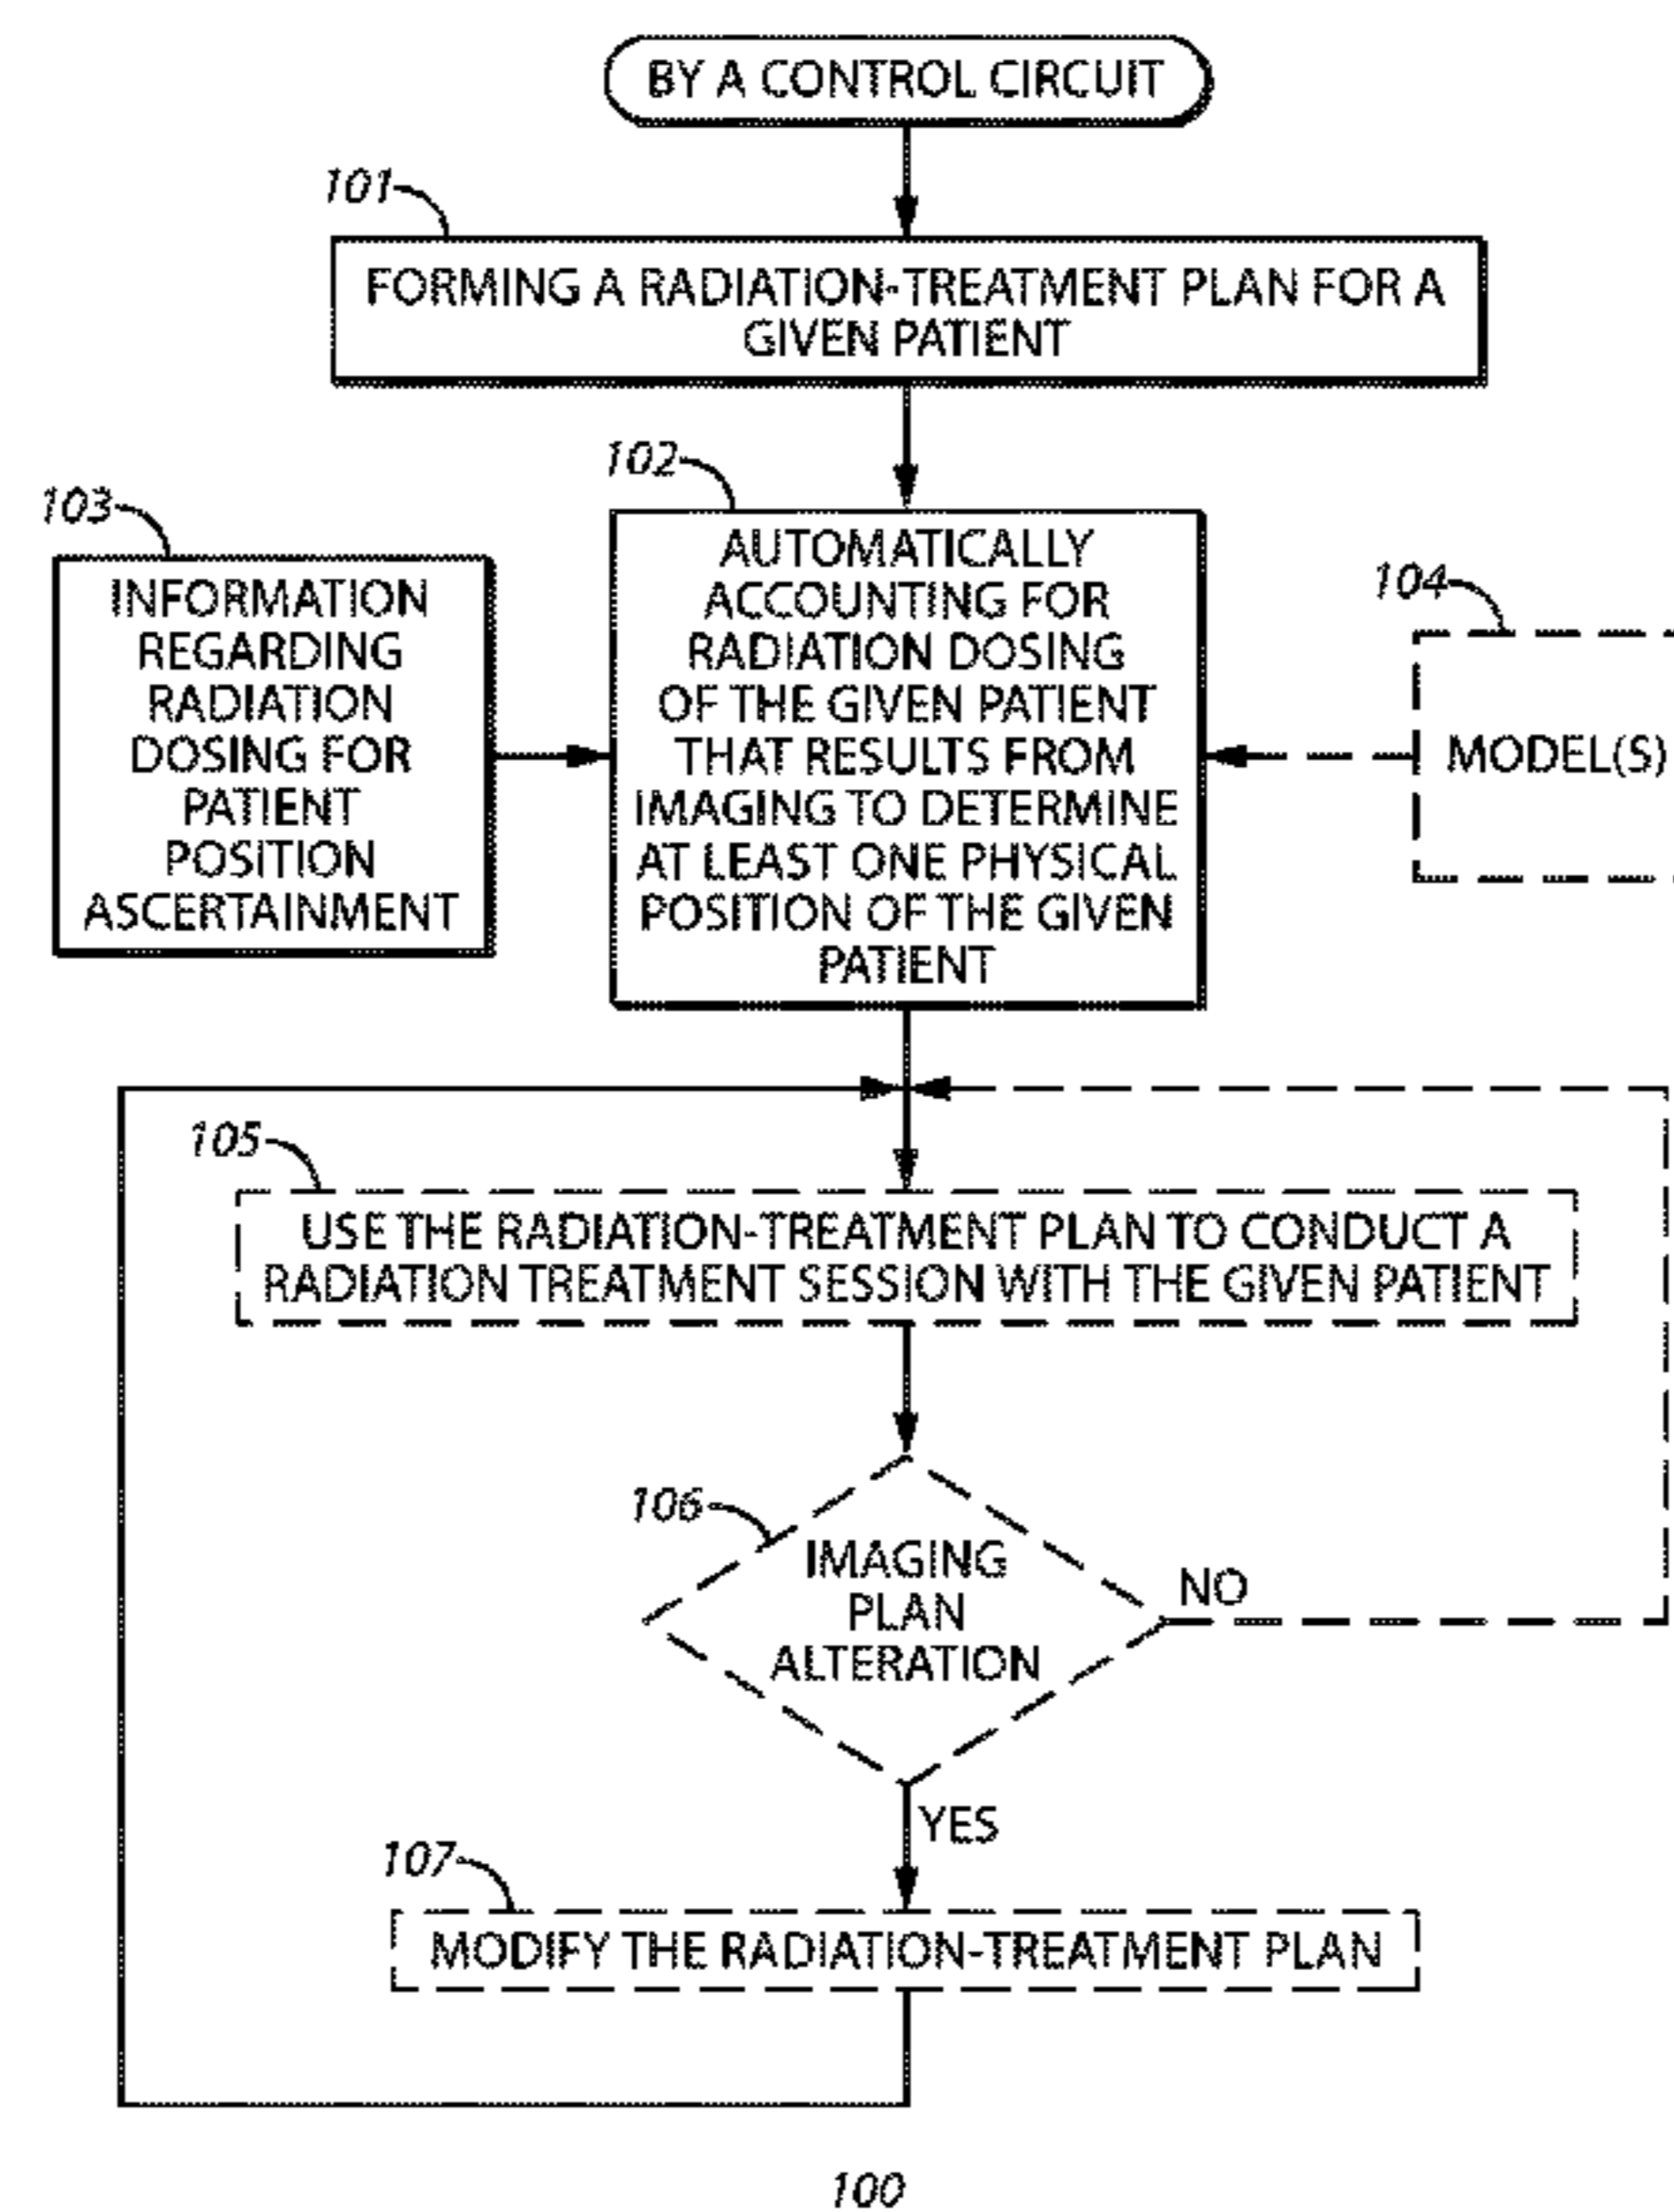 BY A CONTROL CIRCUIT
101
FORMING A RADIATION-TREATMENT PLAN FOR A
GIVEN PATIENT
102
103
AUTOMATICALLY
ACCOUNTING FOR
RADIATION DOSING
OF THE GIVEN PATIENT
THAT RESULTS FROM
IMAGING TO DETERMINE
AT LEAST ONE PHYSICAL
POSITION OF THE GIVEN
PATIENT
INFORMATION
REGARDING
RADIATION
DOSING FOR
PATIENT
POSITION
ASCERTAINMENT
104
MODEL(S)
105
USE THE RADIATION-TREATMENT PLAN TO CONDUCT A
RADIATION TREATMENT SESSION WITH THE GIVEN PATIENT
106
IMAGING
PLAN
ALTERATION
NO
YES
107
MODIFY THE RADIATION-TREATMENT PLAN
100